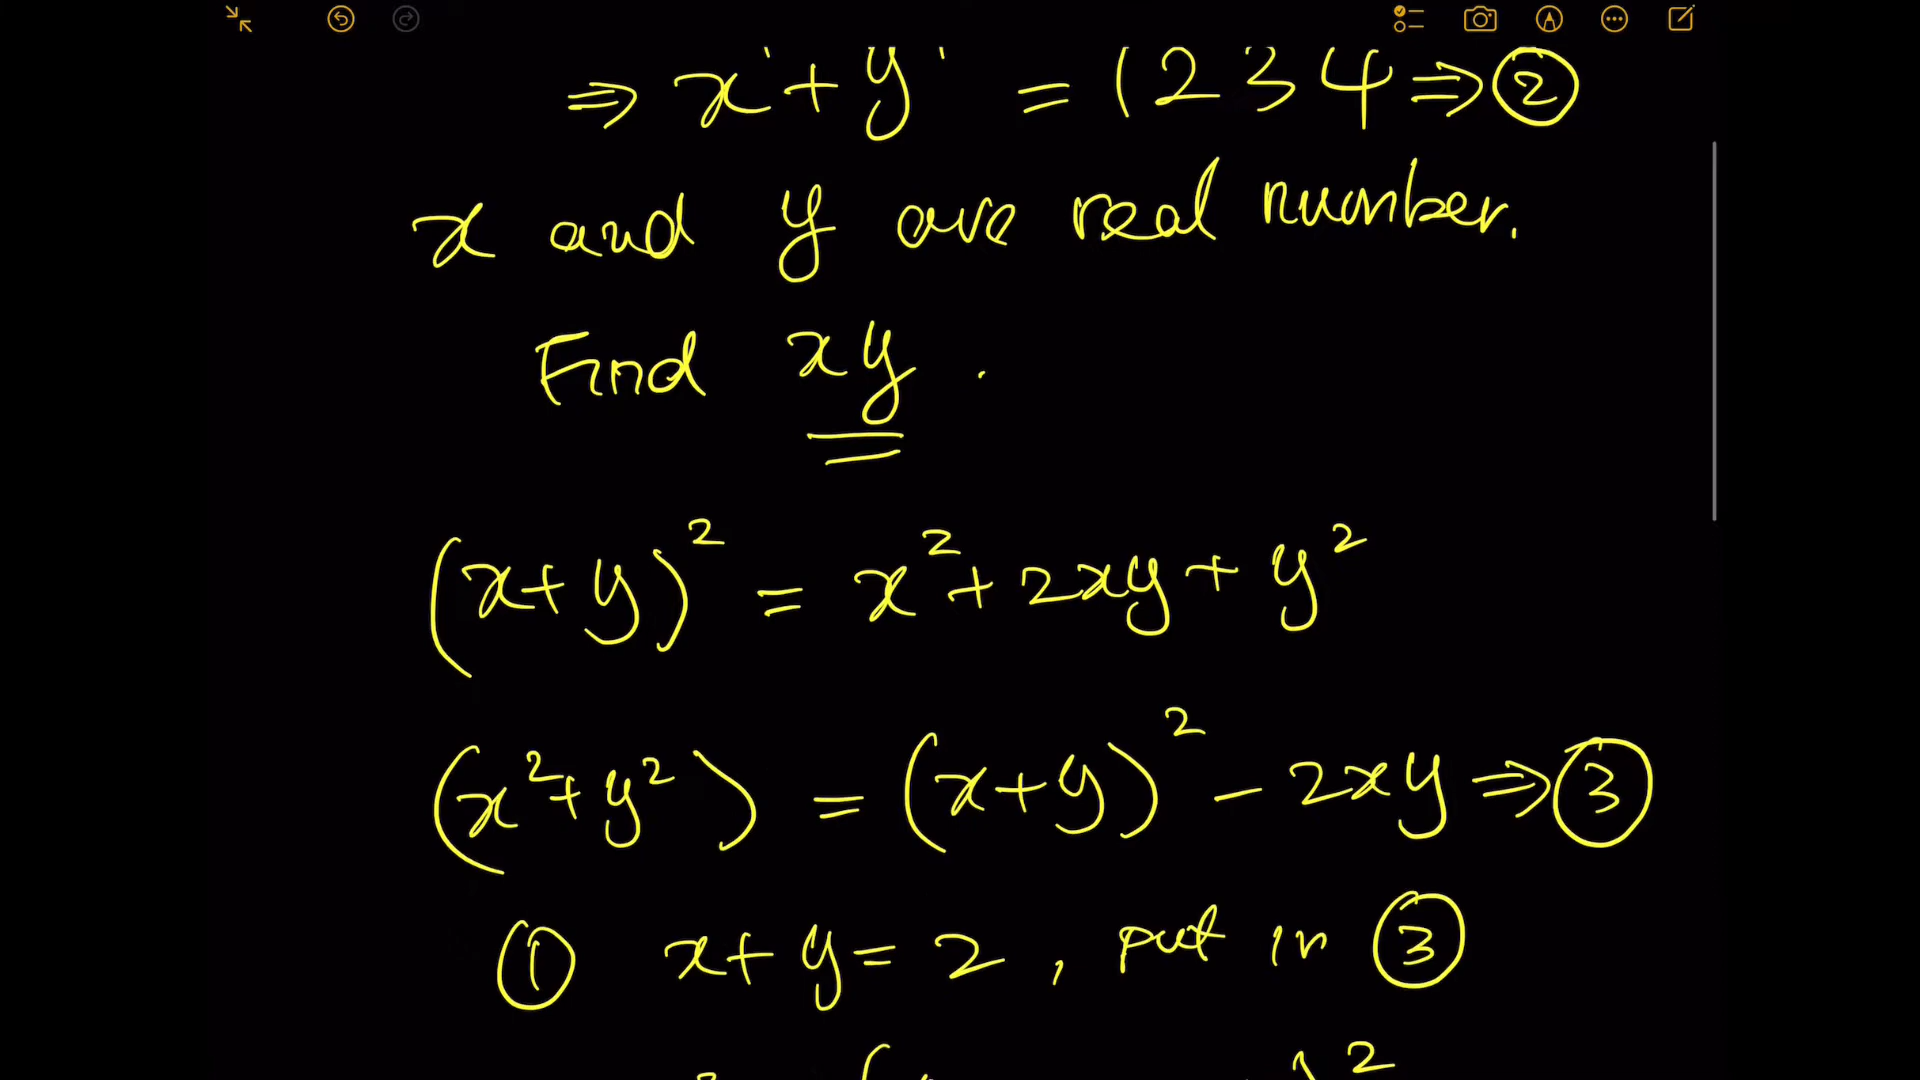 ⇒ x + y = 1234 ⇒ ②
x and y are real number.
Find xy .
(x+y)² = x² + 2xy + y²
(x²+y²) = (x+y)² - 2xy ⇒ ③
① x+y = 2 , put in ③